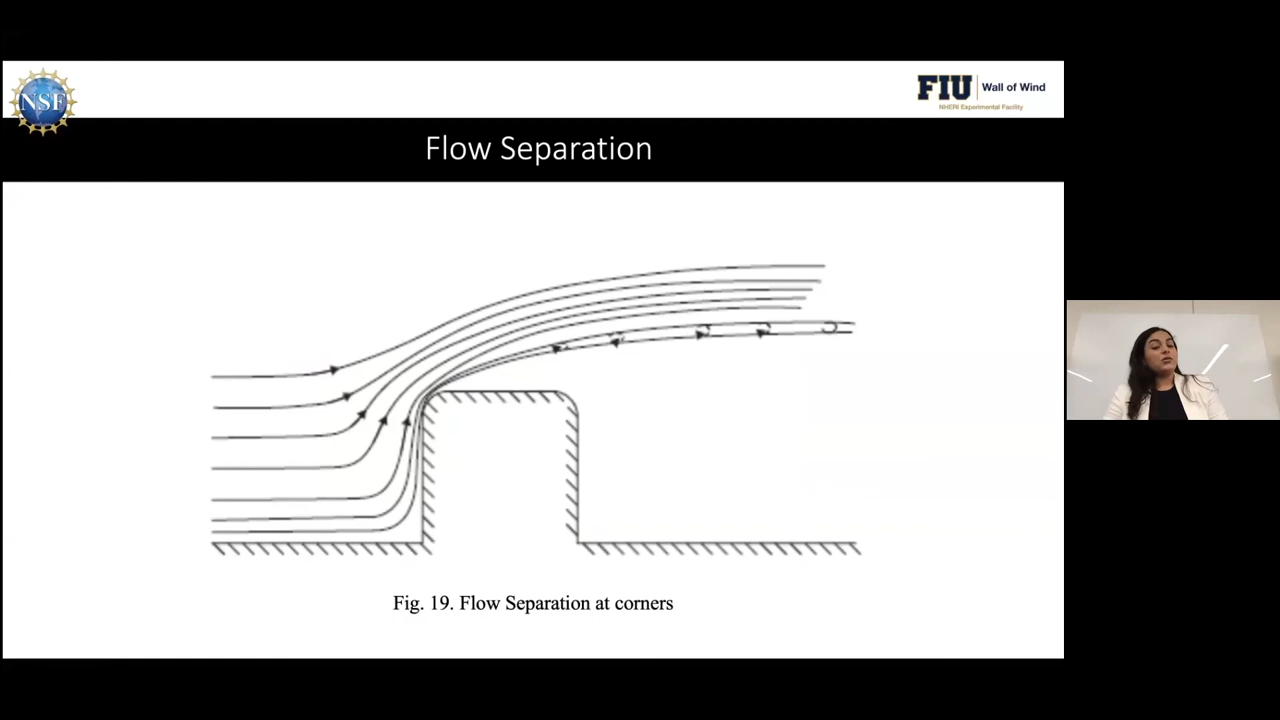 NSF
FIU Wall of Wind
NHERI Experimental Facility
Flow Separation
Fig. 19. Flow Separation at corners